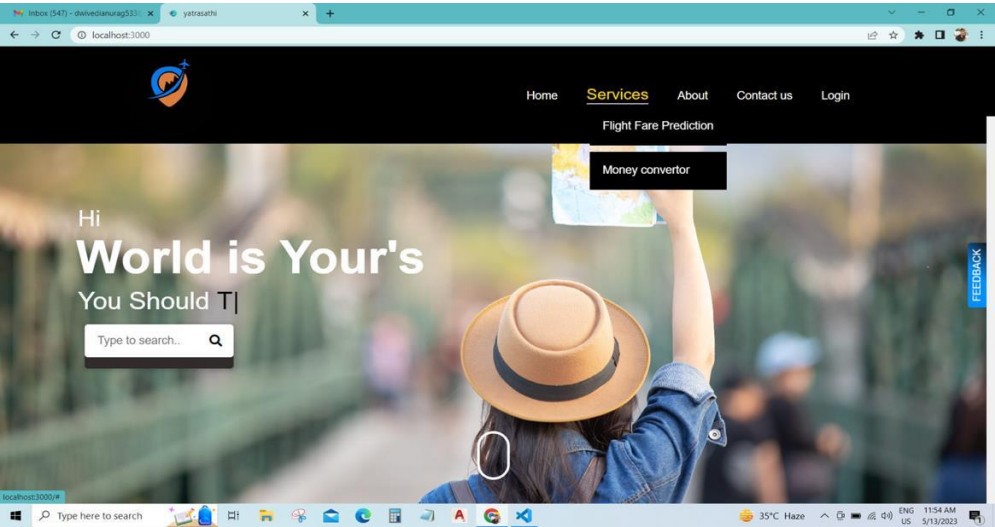 Inbox (547) - dwivedianurag533
yatrasathi
localhost:3000
Home Services About Contact us Login
Flight Fare Prediction
Money convertor
Hi
World is Your's
You Should T|
Type to search..
FEEDBACK
localhost:3000/#
Type here to search
35°C Haze
ENG 11:54 AM
US 5/13/2023